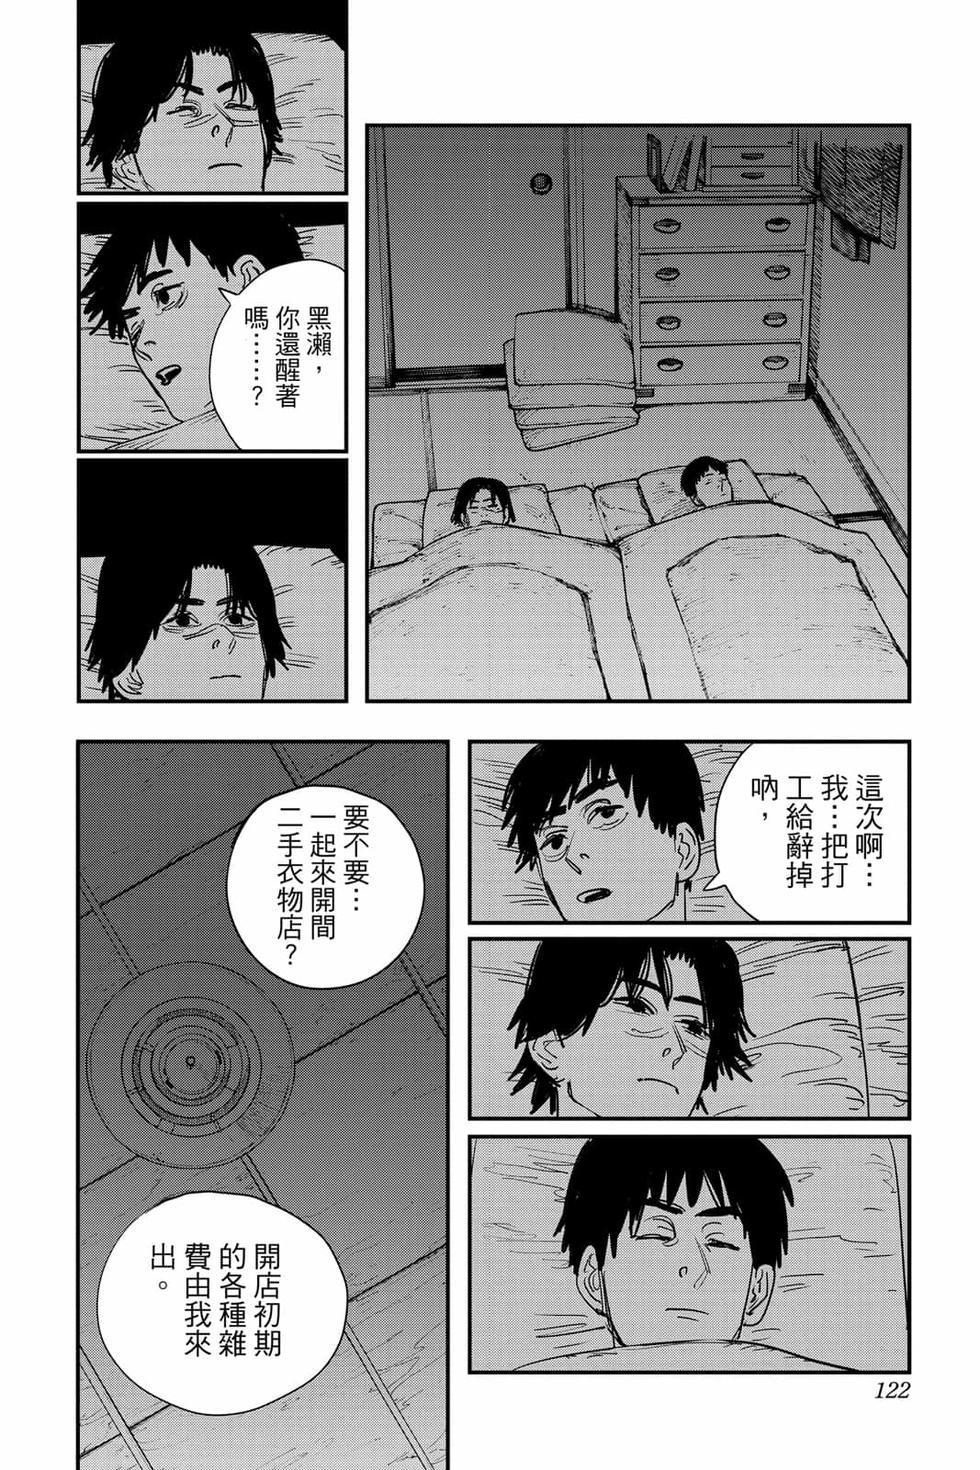 黑瀨，
你還醒著
嗎……？
這次啊…
我…把打
工給辭掉
吶，
要不要…
一起來開間
二手衣物店？
開店初期
的各種雜
費由我來
出。
122